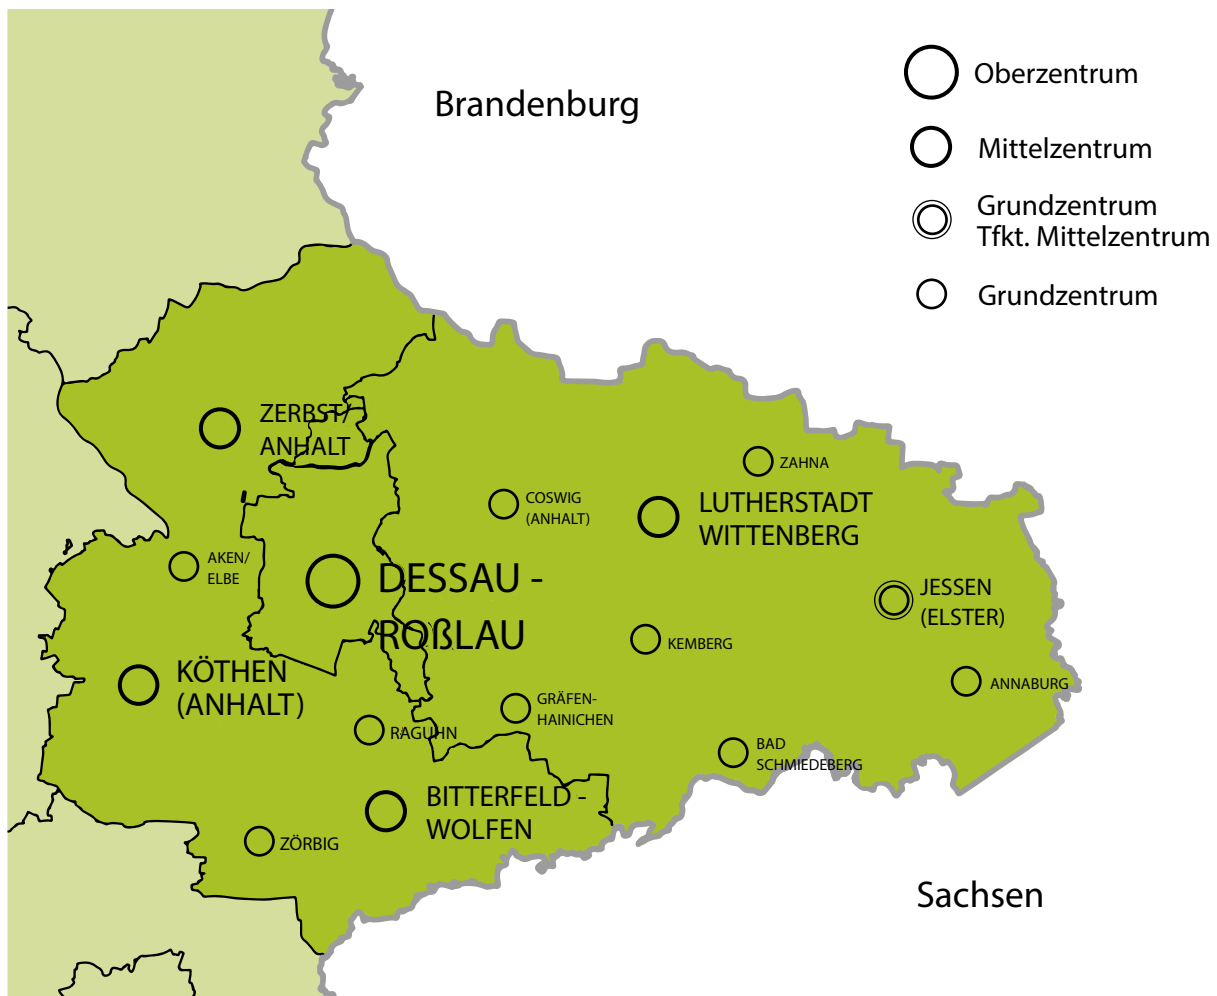 Brandenburg
Oberzentrum
Mittelzentrum
Grundzentrum
Tfkt. Mittelzentrum
Grundzentrum
ZERBST/
ANHALT
ZAHNA
COSWIG
(ANHALT)
LUTHERSTADT
WITTENBERG
AKEN/
ELBE
DESSAU -
ROßLAU
JESSEN
(ELSTER)
KEMBERG
KÖTHEN
(ANHALT)
ANNABURG
GRÄFEN-
HAINICHEN
RAGUHN
BAD
SCHMIEDEBERG
BITTERFELD -
WOLFEN
ZÖRBIG
Sachsen